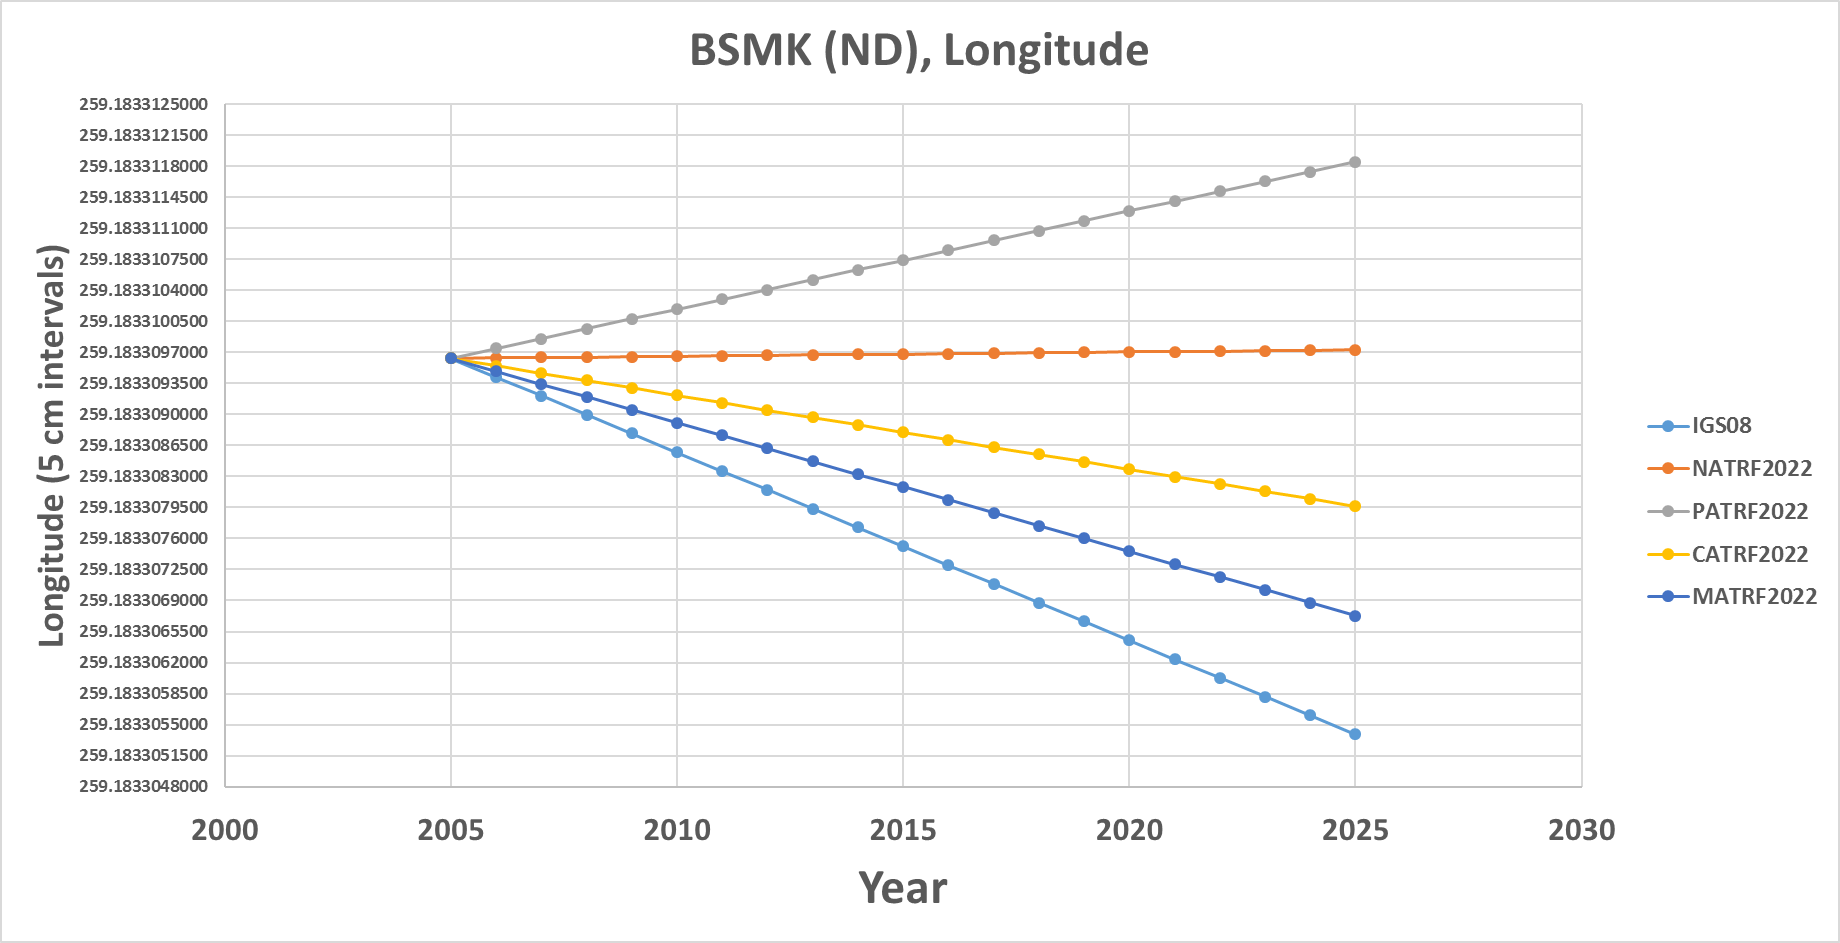 BSMK (ND), Longitude
Longitude (5 cm intervals)
259.1833125000
259.1833121500
259.1833118000
259.1833114500
259.1833111000
259.1833107500
259.1833104000
259.1833100500
259.1833097000
259.1833093500
259.1833090000
259.1833086500
259.1833083000
259.1833079500
259.1833076000
259.1833072500
259.1833069000
259.1833065500
259.1833062000
259.1833058500
259.1833055000
259.1833051500
259.1833048000
2000 2005 2010 2015 2020 2025 2030
Year
IGS08
NATRF2022
PATRF2022
CATRF2022
MATRF2022